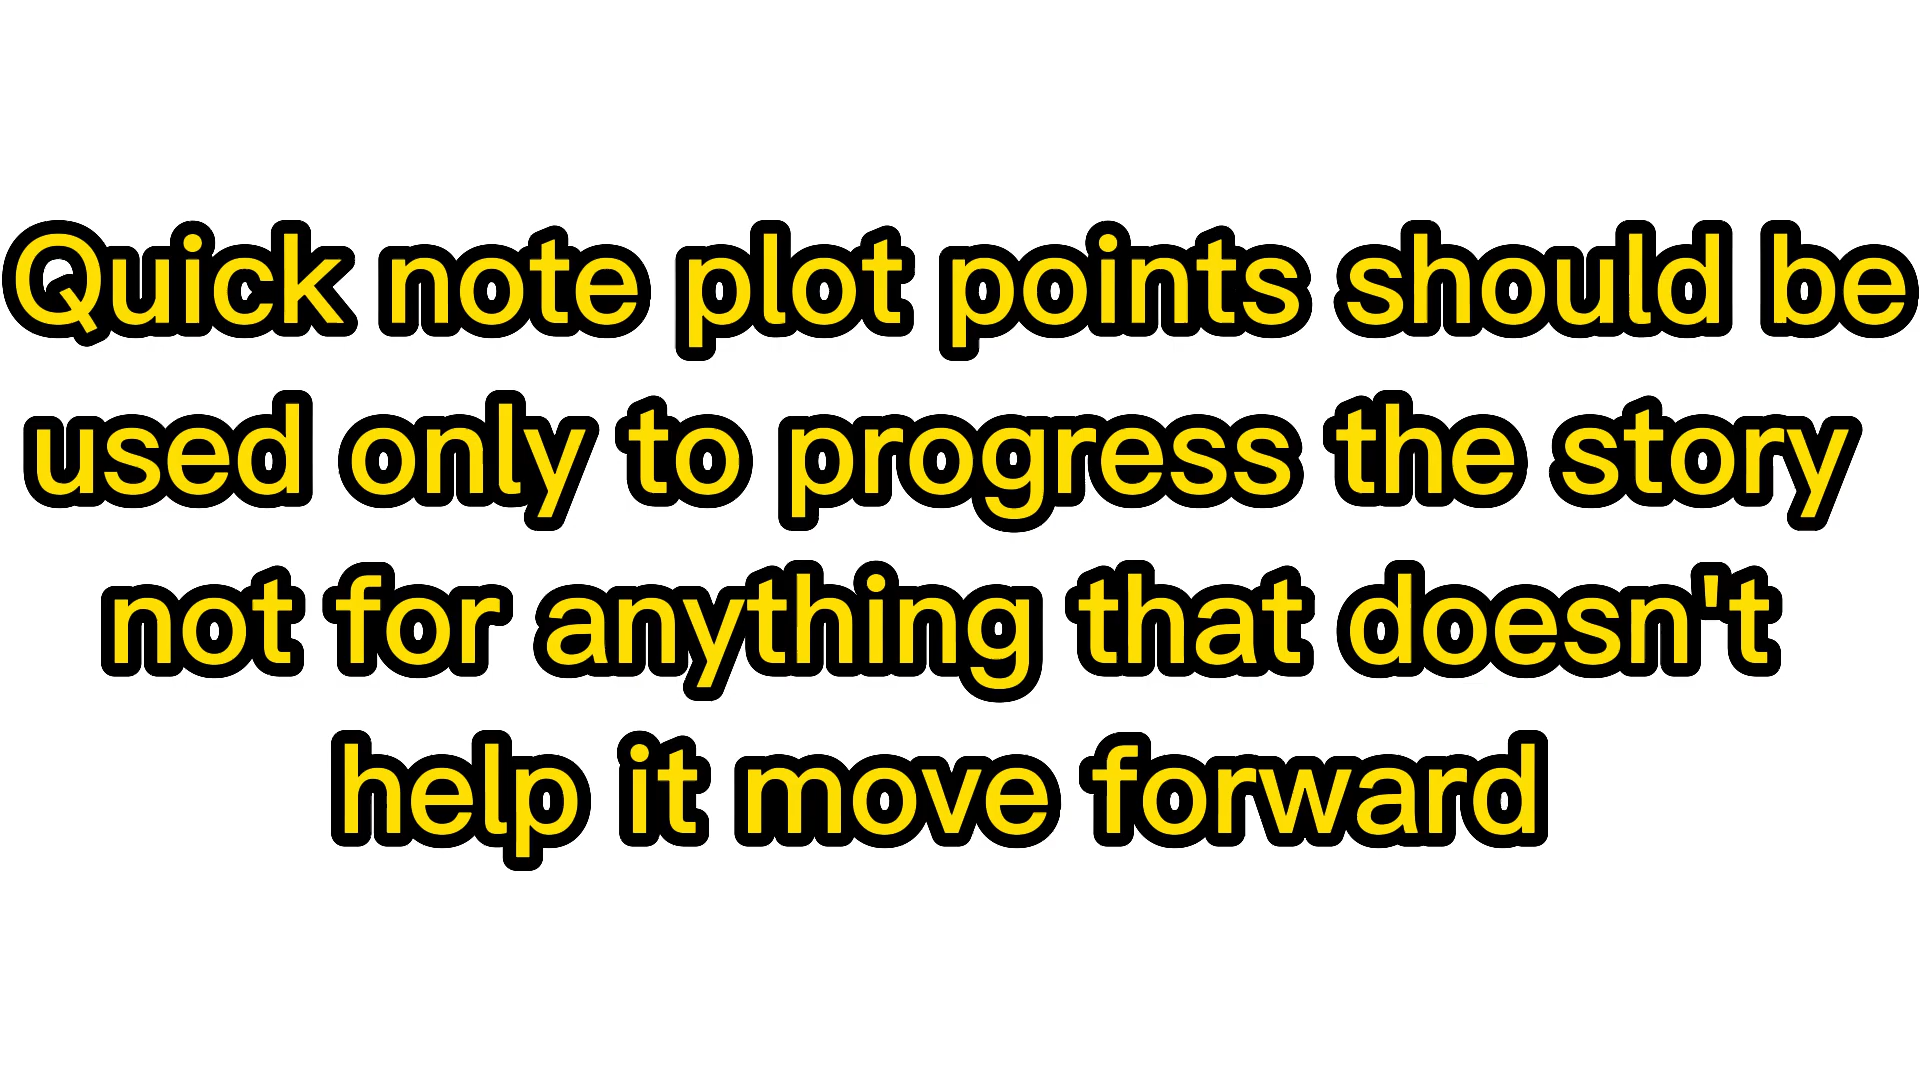 Quick note plot points should be
used only to progress the story
not for anything that doesn't
help it move forward